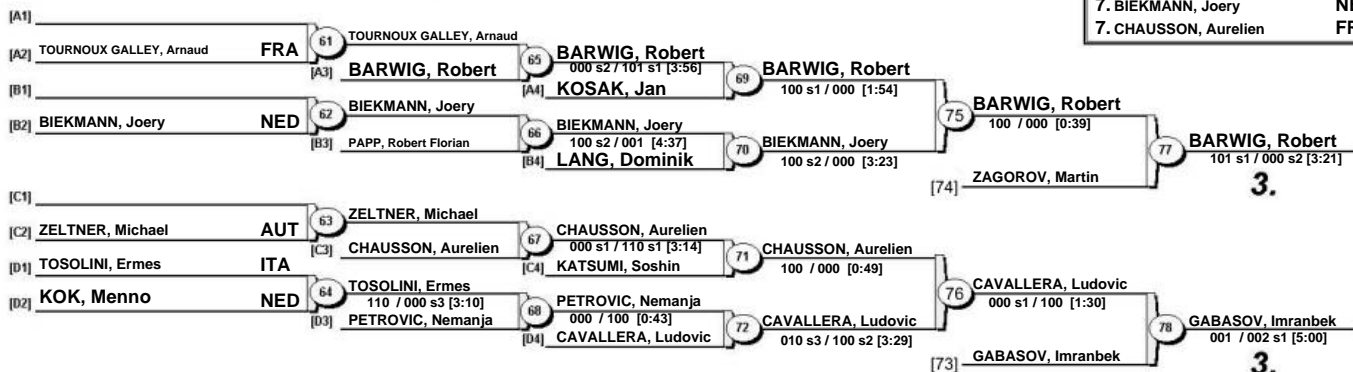 7. BIEKMANN, Joery
7. CHAUSSON, Aurelien
[A1]
[A2] TOURNOUX GALLEY, Arnaud FRA
61 TOURNOUX GALLEY, Arnaud
[A3] BARWIG, Robert
65 BARWIG, Robert
000 s2 / 101 s1 [3:56]
[A4] KOSAK, Jan
69 BARWIG, Robert
100 s1 / 000 [1:54]
[B1]
[B2] BIEKMANN, Joery NED
62 BIEKMANN, Joery
[B3] PAPP, Robert Florian
66 BIEKMANN, Joery
100 s2 / 001 [4:37]
[B4] LANG, Dominik
70 BIEKMANN, Joery
100 s2 / 000 [3:23]
75 BARWIG, Robert
100 / 000 [0:39]
[74] ZAGOROV, Martin
77 BARWIG, Robert
101 s1 / 000 s2 [3:21]
3.
[C1]
[C2] ZELTNER, Michael AUT
63 ZELTNER, Michael
[C3] CHAUSSON, Aurelien
67 CHAUSSON, Aurelien
000 s1 / 110 s1 [3:14]
[C4] KATSUMI, Soshin
71 CHAUSSON, Aurelien
100 / 000 [0:49]
[D1] TOSOLINI, Ermes ITA
[D2] KOK, Menno NED
64 TOSOLINI, Ermes
110 / 000 s3 [3:10]
[D3] PETROVIC, Nemanja
68 PETROVIC, Nemanja
000 / 100 [0:43]
[D4] CAVALLERA, Ludovic
72 CAVALLERA, Ludovic
010 s3 / 100 s2 [3:29]
76 CAVALLERA, Ludovic
000 s1 / 100 [1:30]
[73] GABASOV, Imranbek
78 GABASOV, Imranbek
001 / 002 s1 [5:00]
3.